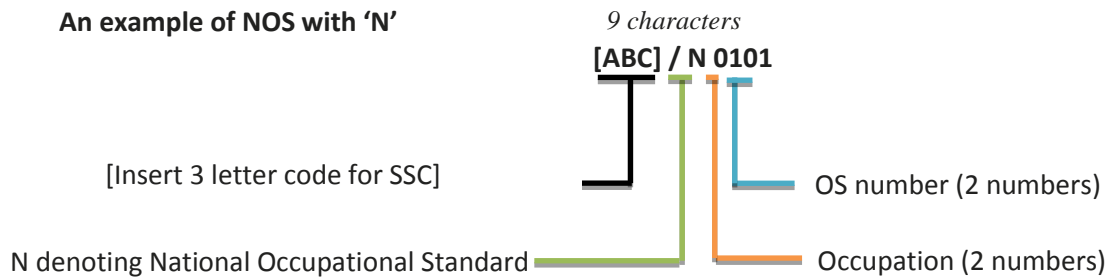 An example of NOS with ‘N’
9 characters
[ABC] / N 0101
[Insert 3 letter code for SSC]
OS number (2 numbers)
N denoting National Occupational Standard
Occupation (2 numbers)